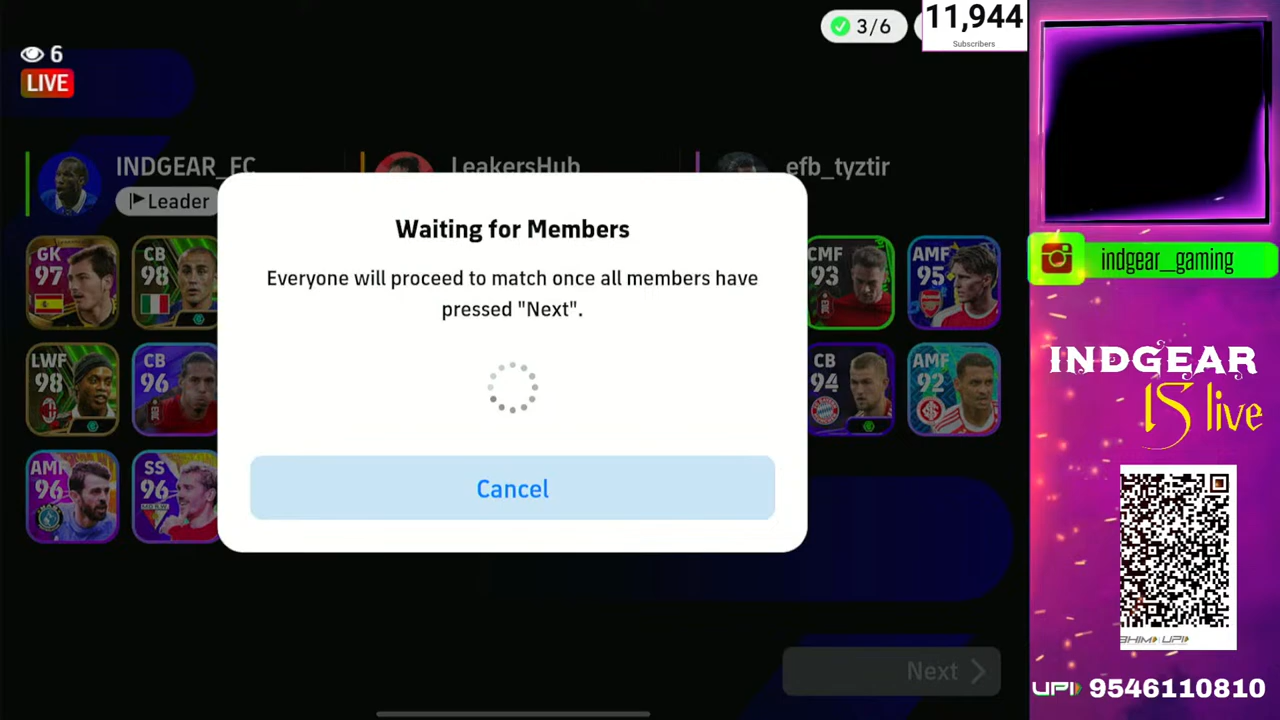 3/6
11,944
Subscribers
6
LIVE
INDGEAR_FC
Leader
LeakersHub
efb_tyztir
Waiting for Members
Everyone will proceed to match once all members have
pressed "Next".
Cancel
GK
97
CB
98
CMF
93
AMF
95
LWF
98
CB
96
CB
94
AMF
92
AMF
96
SS
96
Next
indgear_gaming
INDGEAR
IS live
BHIM UPI
UPI 9546110810